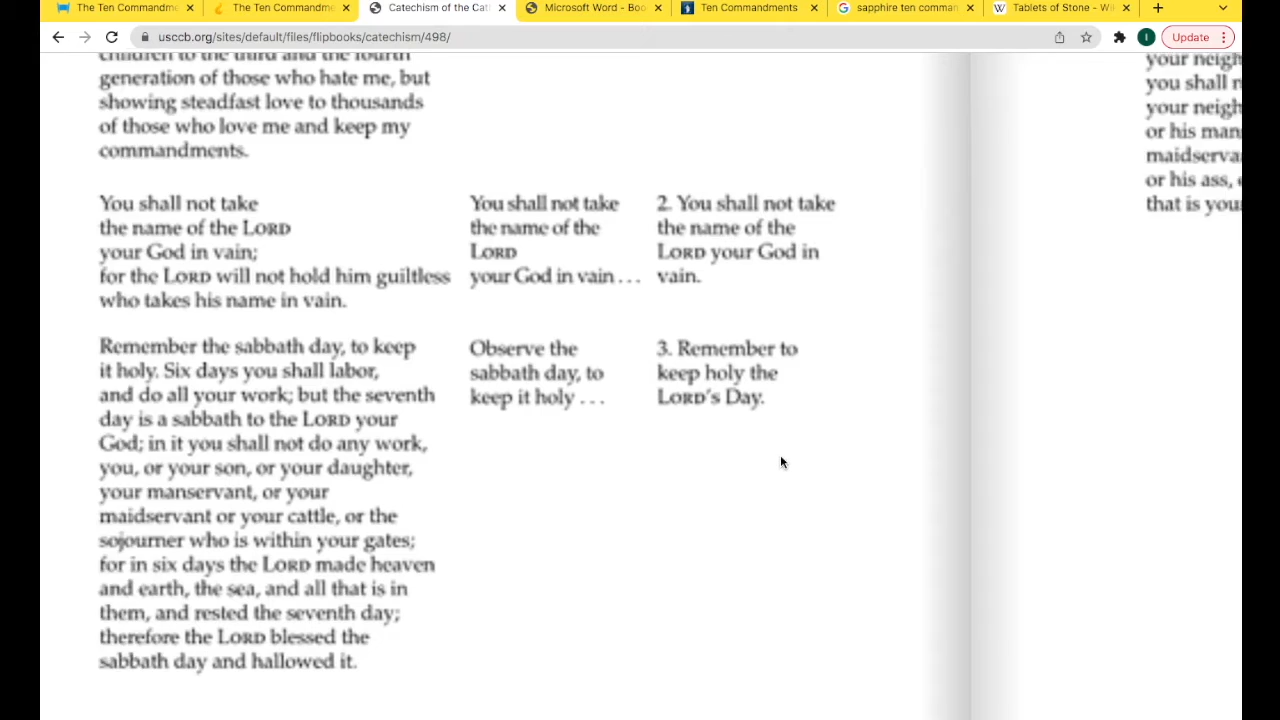 The Ten Commandme
The Ten Commandme
Catechism of the Cat
Microsoft Word - Boo
Ten Commandments
sapphire ten comman
Tablets of Stone - Wi
usccb.org/sites/default/files/flipbooks/catechism/498/
Update
children to the third and the fourth
generation of those who hate me, but
showing steadfast love to thousands
of those who love me and keep my
commandments.
You shall not take
the name of the LORD
your God in vain;
for the LORD will not hold him guiltless
who takes his name in vain.
You shall not take
the name of the
LORD
your God in vain . . .
2. You shall not take
the name of the
LORD your God in
vain.
Remember the sabbath day, to keep
it holy. Six days you shall labor,
and do all your work; but the seventh
day is a sabbath to the LORD your
God; in it you shall not do any work,
you, or your son, or your daughter,
your manservant, or your
maidservant or your cattle, or the
sojourner who is within your gates;
for in six days the LORD made heaven
and earth, the sea, and all that is in
them, and rested the seventh day;
therefore the LORD blessed the
sabbath day and hallowed it.
Observe the
sabbath day, to
keep it holy . . .
3. Remember to
keep holy the
LORD's Day.
your neigh
you shall n
your neigh
or his man
maidserva
or his ass,
that is you